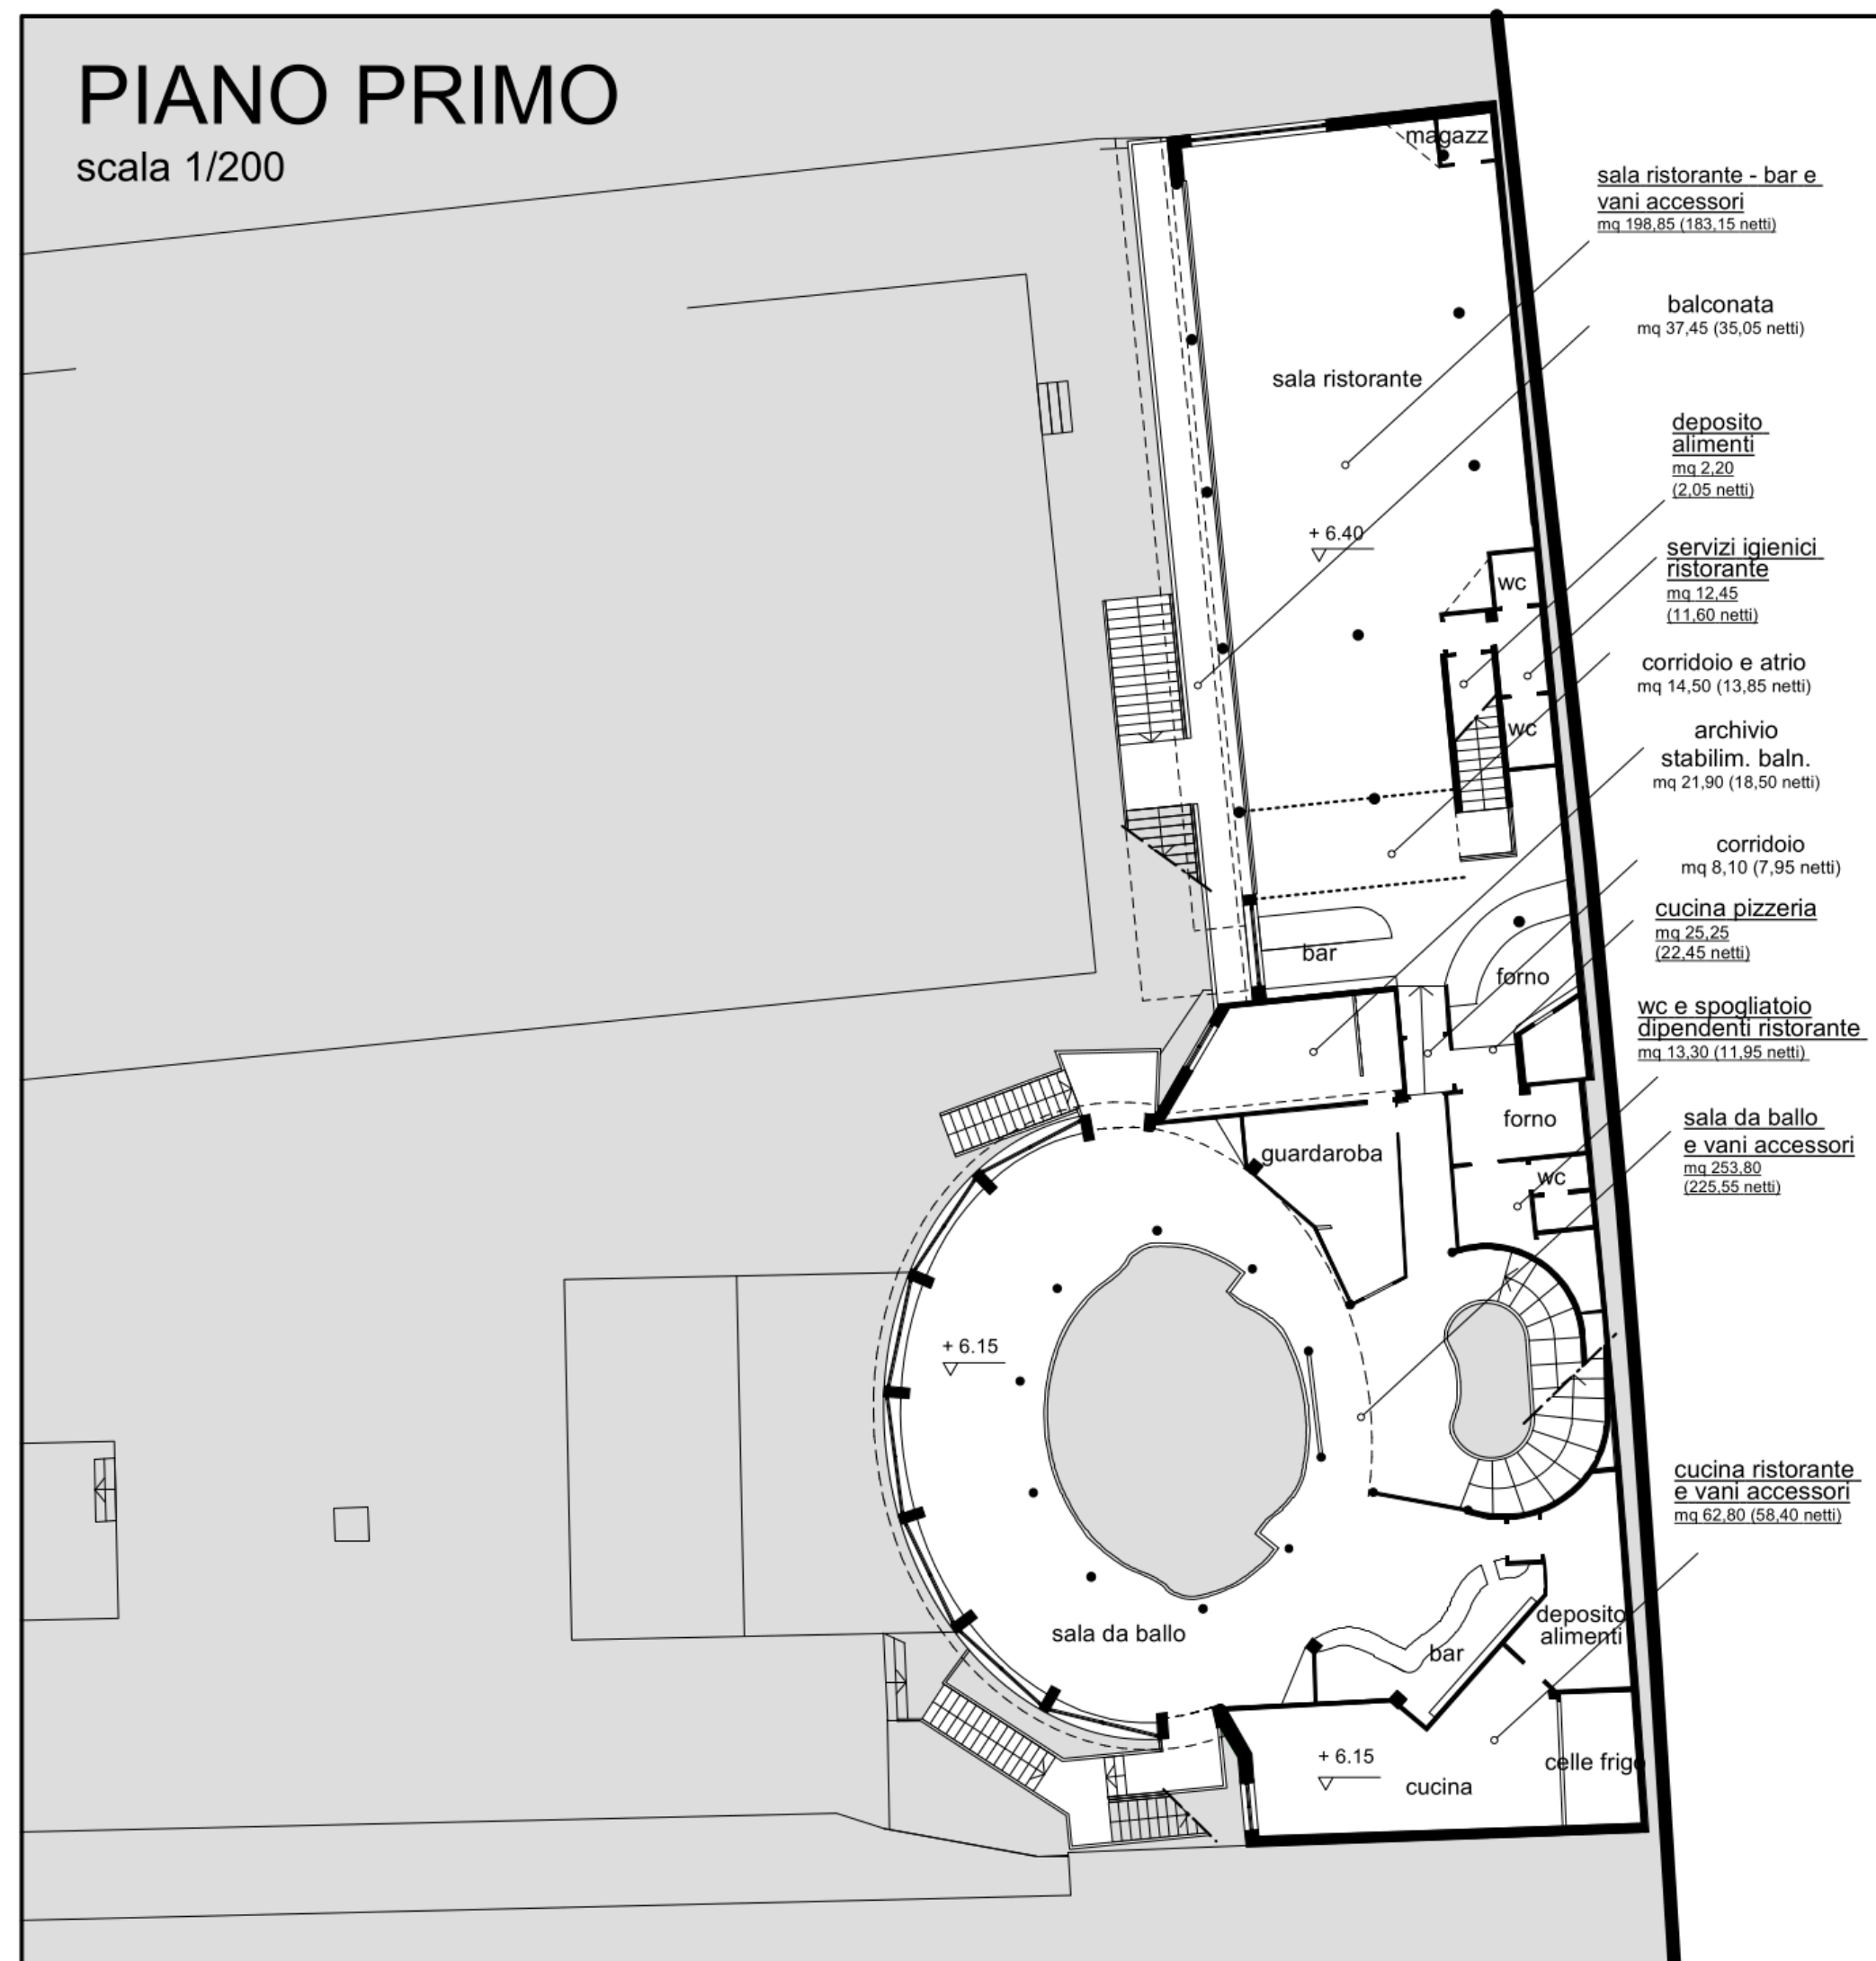 PIANO PRIMO
scala 1/200
magazz
sala ristorante - bar e
vani accessori
mq 198,85 (183,15 netti)
balconata
mq 37,45 (35,05 netti)
sala ristorante
deposito
alimenti
mq 2,20
(2,05 netti)
+ 6.40
servizi igienici
ristorante
mq 12,45
(11,60 netti)
wc
corridoio e atrio
mq 14,50 (13,85 netti)
wc
archivio
stabilim. baln.
mq 21,90 (18,50 netti)
corridoio
mq 8,10 (7,95 netti)
cucina pizzeria
mq 25,25
(22,45 netti)
bar
forno
wc e spogliatoio
dipendenti ristorante
mq 13,30 (11,95 netti)
forno
sala da ballo
e vani accessori
mq 253,80
(225,55 netti)
guardaroba
wc
+ 6.15
cucina ristorante
e vani accessori
mq 62,80 (58,40 netti)
sala da ballo
bar
deposito
alimenti
+ 6.15
cucina
celle frigo